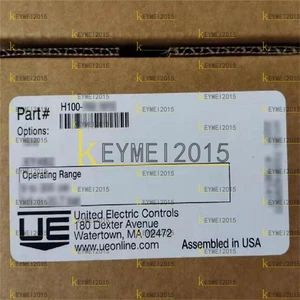 Part# H100-
Options:
KEYMEI2015
Operating Range
UE
United Electric Controls
180 Dexter Avenue
Watertown, MA 02472
www.ueonline.com
Assembled in USA